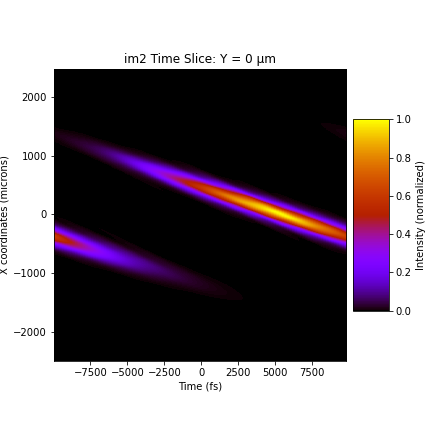 im2 Time Slice: Y = 0 µm
X coordinates (microns)
2000
1000
0
−1000
−2000
−7500 −5000 −2500 0 2500 5000 7500
Time (fs)
1.0
0.8
0.6
0.4
0.2
0.0
Intensity (normalized)